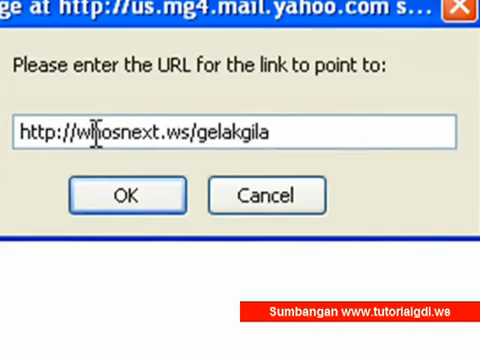 ge at http://us.mg4.mail.yahoo.com s...
Please enter the URL for the link to point to:
http://whosnext.ws/gelakgila
OK
Cancel
Sumbangan www.tutorialgdi.ws